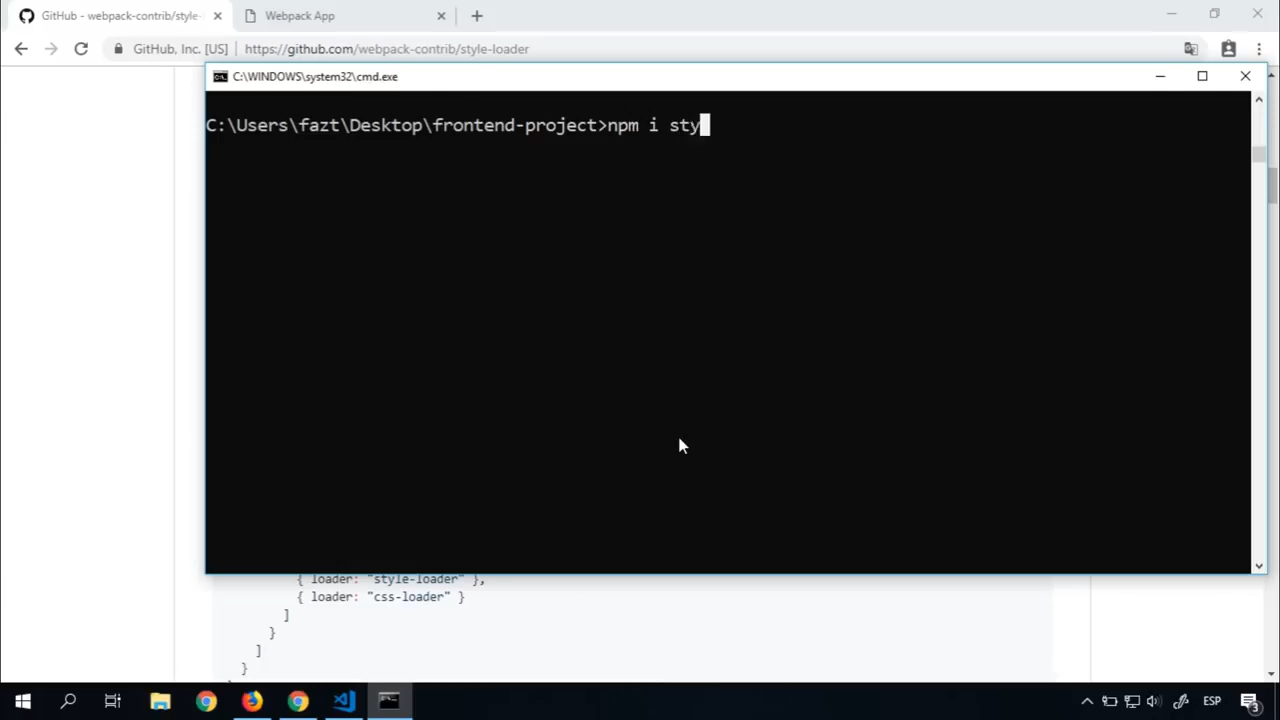 GitHub - webpack-contrib/style-
Webpack App
GitHub, Inc. [US]
https://github.com/webpack-contrib/style-loader
C:\WINDOWS\system32\cmd.exe
C:\Users\fazt\Desktop\frontend-project>npm i sty
{ loader: "style-loader" },
{ loader: "css-loader" }
]
}
]
}
ESP
3